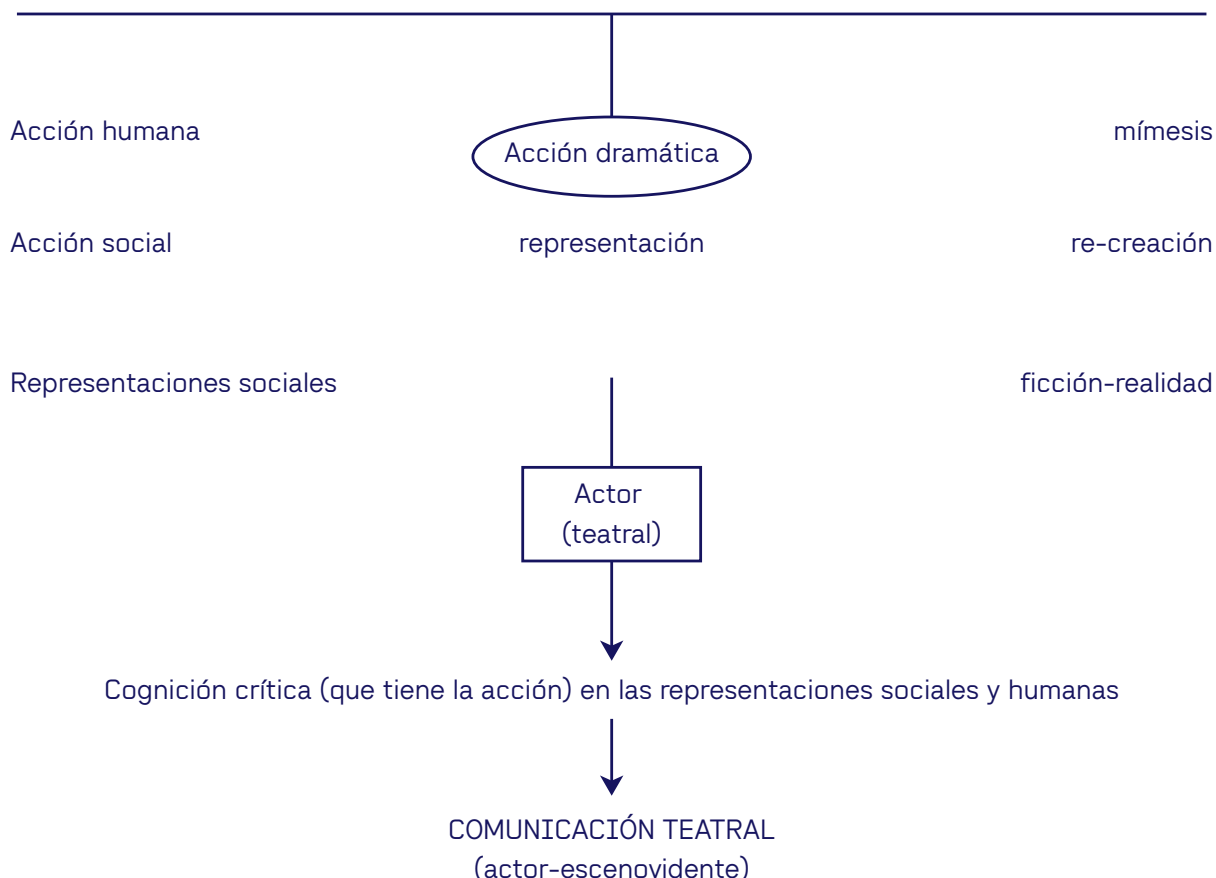 Acción humana
Acción dramática
mímesis
Acción social
representación
re-creación
Representaciones sociales
ficción-realidad
Actor
(teatral)
Cognición crítica (que tiene la acción) en las representaciones sociales y humanas
COMUNICACIÓN TEATRAL
(actor-escenovidente)